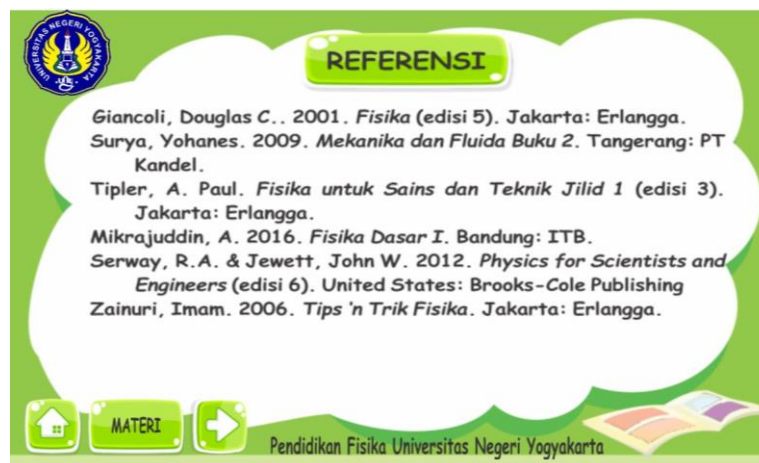 UNIVERSITAS NEGERI YOGYAKARTA
REFERENSI
Giancoli, Douglas C.. 2001. Fisika (edisi 5). Jakarta: Erlangga.
Surya, Yohanes. 2009. Mekanika dan Fluida Buku 2. Tangerang: PT
Kandel.
Tipler, A. Paul. Fisika untuk Sains dan Teknik Jilid 1 (edisi 3).
Jakarta: Erlangga.
Mikrajuddin, A. 2016. Fisika Dasar I. Bandung: ITB.
Serway, R.A. & Jewett, John W. 2012. Physics for Scientists and
Engineers (edisi 6). United States: Brooks-Cole Publishing
Zainuri, Imam. 2006. Tips 'n Trik Fisika. Jakarta: Erlangga.
MATERI
Pendidikan Fisika Universitas Negeri Yogyakarta